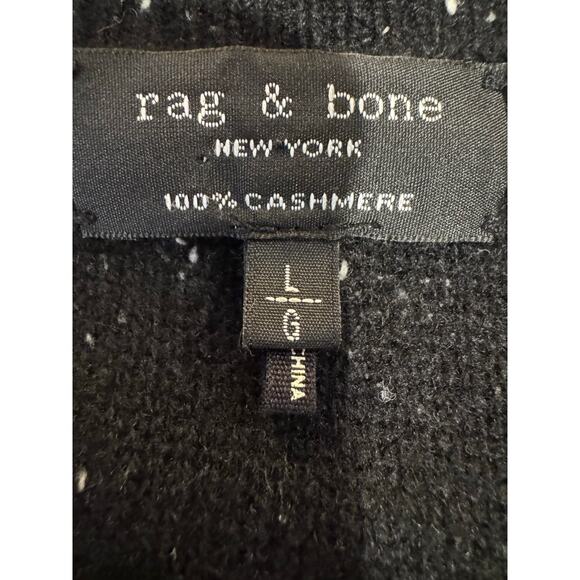 rag & bone
NEW YORK
100% CASHMERE
L/G
CHINA